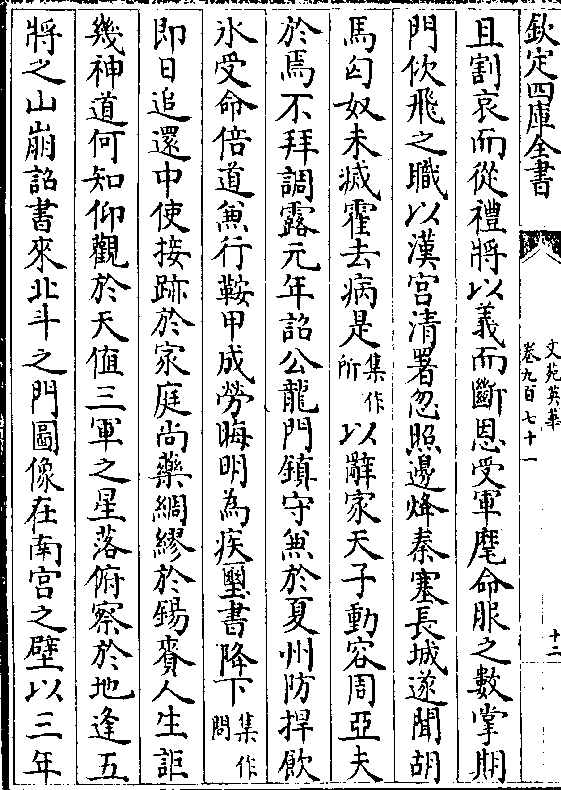 欽定四庫全書
文苑英華
卷九百七十一
十二
且割哀而從禮將以義而斷恩受軍麾命服之數掌期
門佽飛之職以漢宫清署忽照邊烽秦塞長城遂聞胡
馬匈奴未滅霍去病是集作所以辭家天子動容周亞夫
於焉不拜調露元年詔公龍門鎮守兼於夏州防捍飲
氷受命倍道兼行鞍甲成勞晦明為疾璽書降下集作問
即日追還中使接跡於家庭尚藥綢繆於錫賚人生詎
幾神道何知仰觀於天值三軍之星落俯察於地逢五
將之山崩詔書來北斗之門圖像在南宫之壁以三年